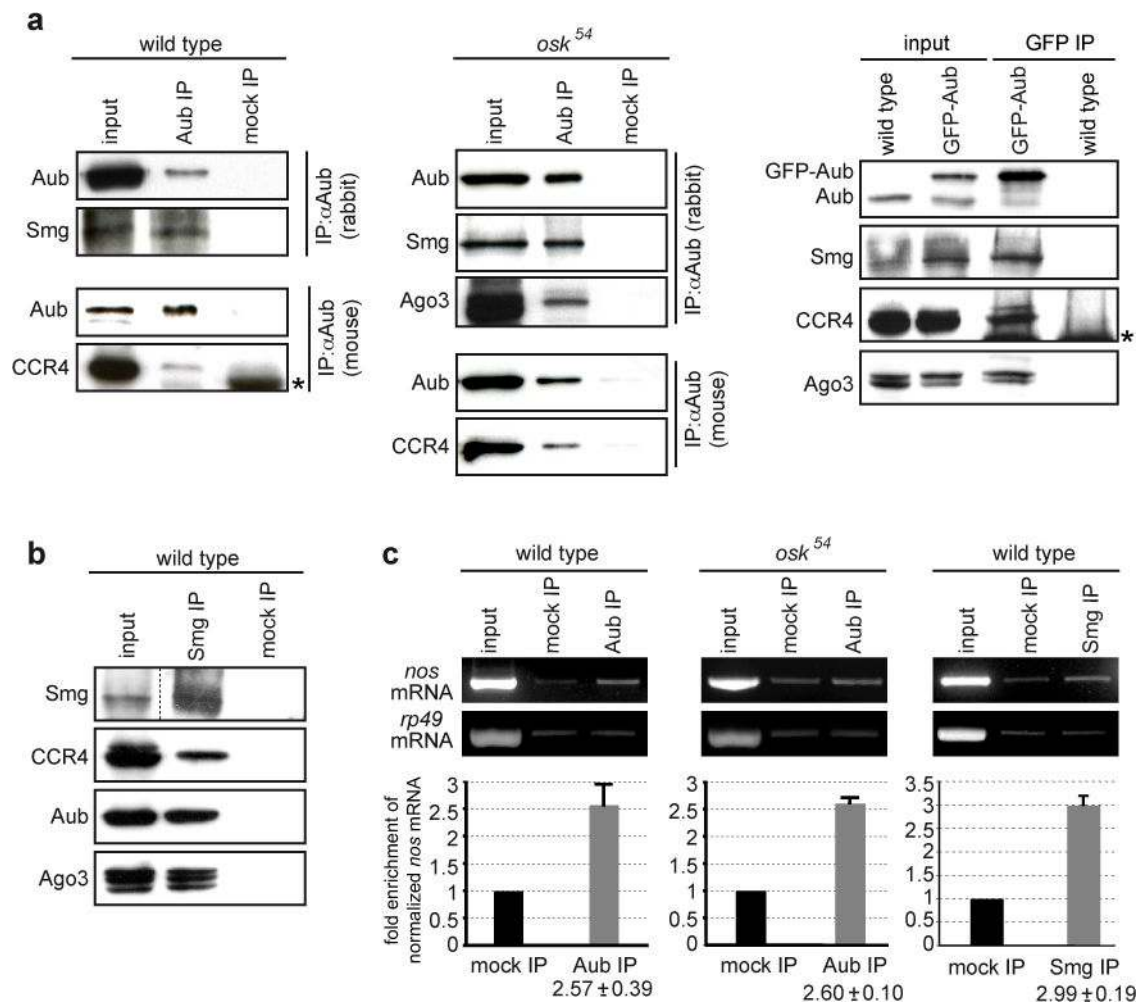 a
wild type
input
Aub IP
mock IP
Aub
Smg
IP:αAub
(rabbit)
Aub
CCR4
*
IP:αAub
(mouse)
osk 54
input
Aub IP
mock IP
Aub
Smg
Ago3
IP:αAub (rabbit)
Aub
CCR4
IP:αAub
(mouse)
input
GFP IP
wild type
GFP-Aub
GFP-Aub
wild type
GFP-Aub
Aub
Smg
CCR4
*
Ago3
b
wild type
input
Smg IP
mock IP
Smg
CCR4
Aub
Ago3
c
wild type
input
mock IP
Aub IP
nos
mRNA
rp49
mRNA
fold enrichment of
normalized nos mRNA
3
2.5
2
1.5
1
0.5
0
mock IP
Aub IP
2.57 ± 0.39
osk 54
input
mock IP
Aub IP
3
2.5
2
1.5
1
0.5
0
mock IP
Aub IP
2.60 ± 0.10
wild type
input
mock IP
Smg IP
3.5
3
2.5
2
1.5
1
0.5
0
mock IP
Smg IP
2.99 ± 0.19